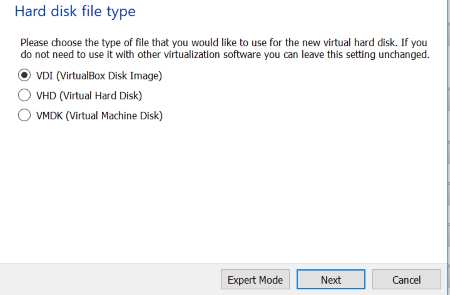 Hard disk file type
Please choose the type of file that you would like to use for the new virtual hard disk. If you
do not need to use it with other virtualization software you can leave this setting unchanged.
VDI (VirtualBox Disk Image)
VHD (Virtual Hard Disk)
VMDK (Virtual Machine Disk)
Expert Mode Next Cancel